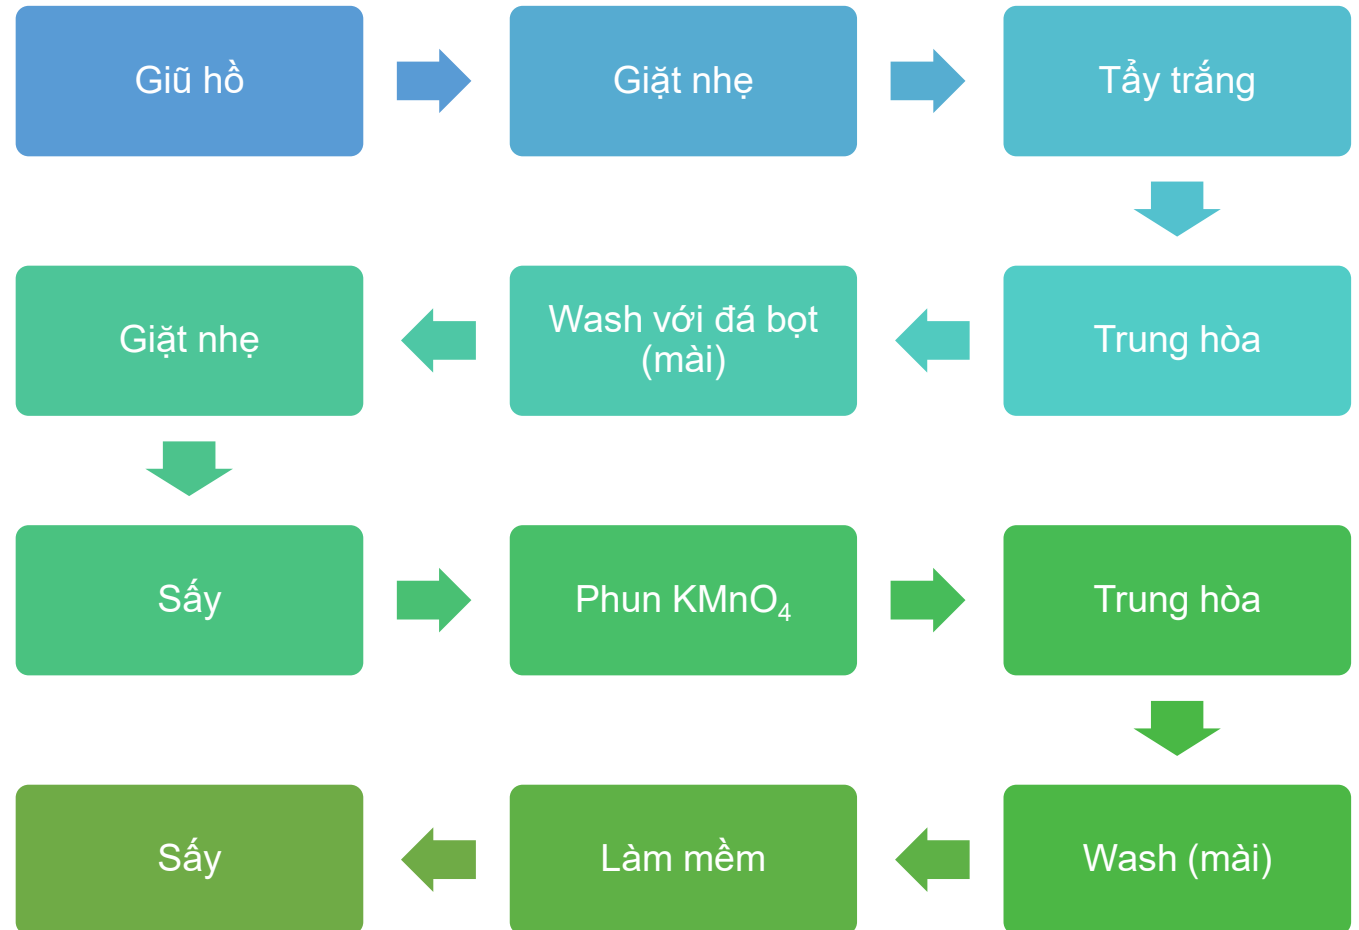 Giũ hồ
Giặt nhẹ
Tẩy trắng
Trung hòa
Wash với đá bọt
(mài)
Giặt nhẹ
Sấy
Phun KMnO₄
Trung hòa
Wash (mài)
Làm mềm
Sấy